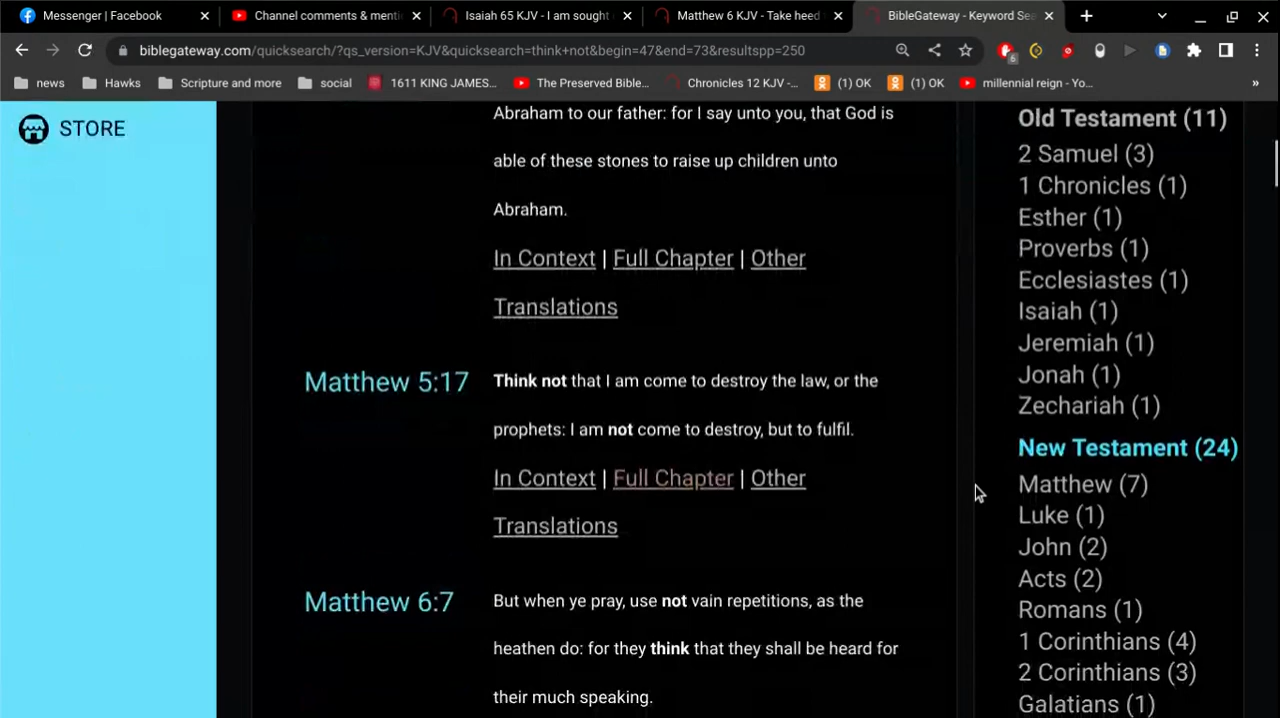 Messenger | Facebook
Channel comments & menti
Isaiah 65 KJV - I am sought
Matthew 6 KJV - Take heed
BibleGateway - Keyword Sea
biblegateway.com/quicksearch/?qs_version=KJV&quicksearch=think+not&begin=47&end=73&resultspp=250
6
news
Hawks
Scripture and more
social
1611 KING JAMES...
The Preserved Bible...
Chronicles 12 KJV -...
(1) OK
(1) OK
millennial reign - Yo...
»
STORE
Abraham to our father: for I say unto you, that God is
able of these stones to raise up children unto
Abraham.
In Context | Full Chapter | Other
Translations
Matthew 5:17
Think not that I am come to destroy the law, or the
prophets: I am not come to destroy, but to fulfil.
In Context | Full Chapter | Other
Translations
Matthew 6:7
But when ye pray, use not vain repetitions, as the
heathen do: for they think that they shall be heard for
their much speaking.
Old Testament (11)
2 Samuel (3)
1 Chronicles (1)
Esther (1)
Proverbs (1)
Ecclesiastes (1)
Isaiah (1)
Jeremiah (1)
Jonah (1)
Zechariah (1)
New Testament (24)
Matthew (7)
Luke (1)
John (2)
Acts (2)
Romans (1)
1 Corinthians (4)
2 Corinthians (3)
Galatians (1)